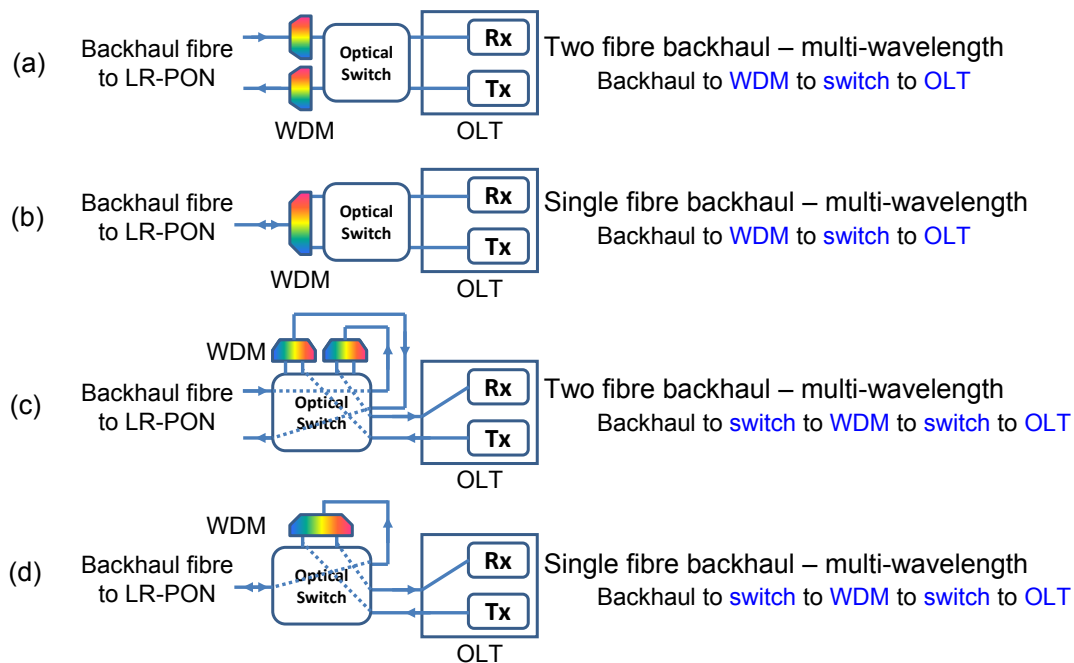 (a)
Backhaul fibre
to LR-PON
WDM
Optical
Switch
Rx
Tx
OLT
Two fibre backhaul – multi-wavelength
Backhaul to WDM to switch to OLT
(b)
Backhaul fibre
to LR-PON
WDM
Optical
Switch
Rx
Tx
OLT
Single fibre backhaul – multi-wavelength
Backhaul to WDM to switch to OLT
(c)
WDM
Backhaul fibre
to LR-PON
Optical
Switch
Rx
Tx
OLT
Two fibre backhaul – multi-wavelength
Backhaul to switch to WDM to switch to OLT
(d)
WDM
Backhaul fibre
to LR-PON
Optical
Switch
Rx
Tx
OLT
Single fibre backhaul – multi-wavelength
Backhaul to switch to WDM to switch to OLT